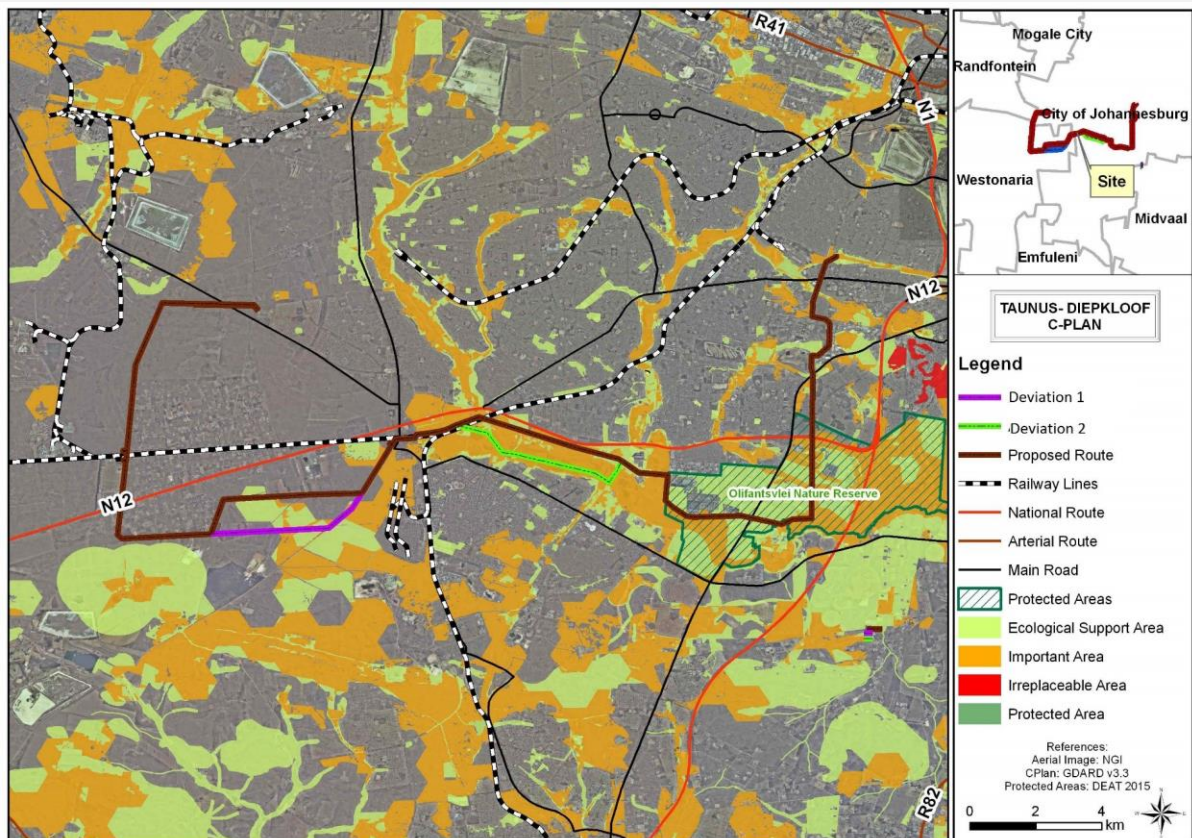 R41
N1
N12
N12
Olifantsvlei Nature Reserve
R82
Mogale City
Randfontein
City of Johannesburg
Westonaria
Site
Midvaal
Emfuleni
TAUNUS- DIEPKLOOF
C-PLAN
Legend
Deviation 1
Deviation 2
Proposed Route
Railway Lines
National Route
Arterial Route
Main Road
Protected Areas
Ecological Support Area
Important Area
Irreplaceable Area
Protected Area
References:
Aerial Image: NGI
CPlan: GDARD v3.3
Protected Areas: DEAT 2015
0 2 4
km